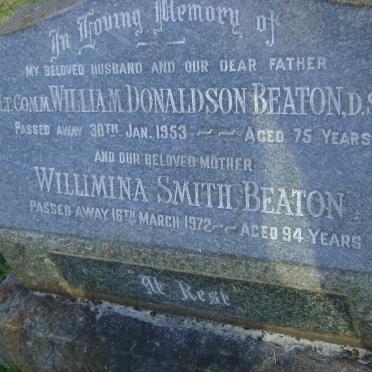 In Loving Memory of
MY BELOVED HUSBAND AND OUR DEAR FATHER
LT. COMM. WILLIAM DONALDSON BEATON, D.S
PASSED AWAY 30TH JAN. 1953 ~~ AGED 75 YEARS
AND OUR BELOVED MOTHER
WILLIMINA SMITH BEATON
PASSED AWAY 16TH MARCH 1972 ~~ AGED 94 YEARS
"At Rest"